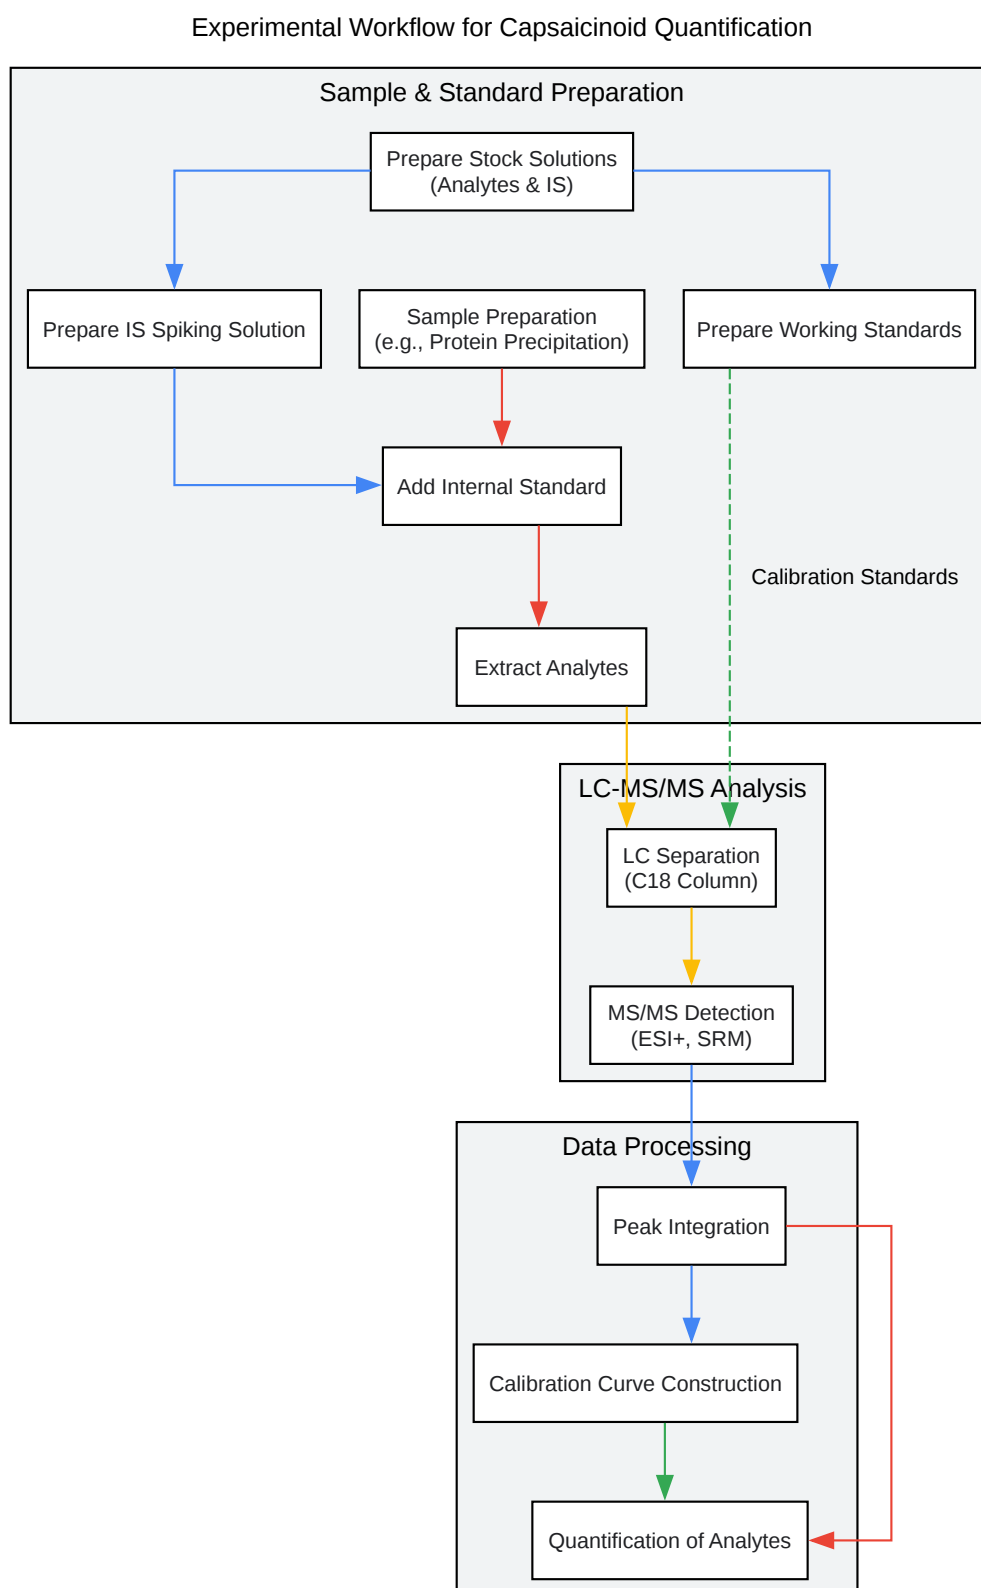 Experimental Workflow for Capsaicinoid Quantification
Sample & Standard Preparation
Prepare Stock Solutions
(Analytes & IS)
Prepare IS Spiking Solution
Sample Preparation
(e.g., Protein Precipitation)
Prepare Working Standards
Add Internal Standard
Calibration Standards
Extract Analytes
LC-MS/MS Analysis
LC Separation
(C18 Column)
MS/MS Detection
(ESI+, SRM)
Data Processing
Peak Integration
Calibration Curve Construction
Quantification of Analytes